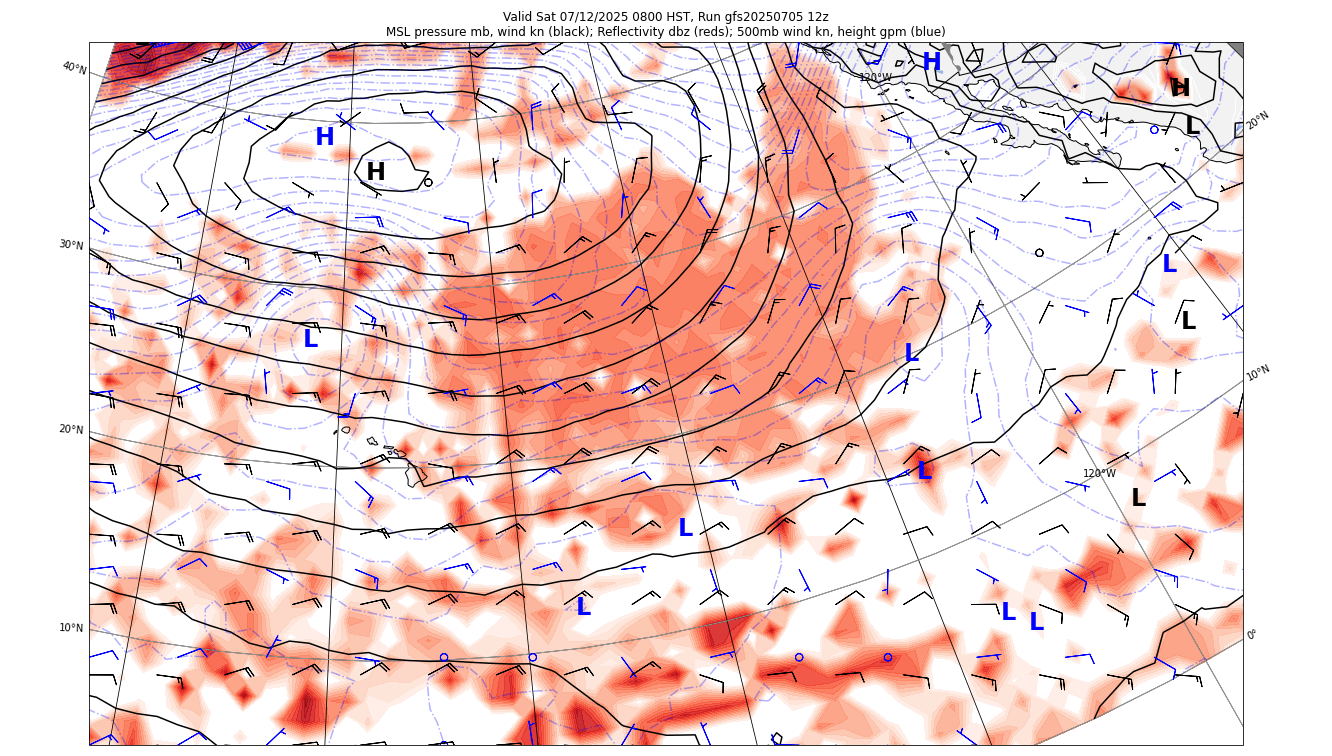 Valid Sat 07/12/2025 0800 HST, Run gfs20250705 12z
MSL pressure mb, wind kn (black); Reflectivity dbz (reds); 500mb wind kn, height gpm (blue)
H
40°N
120°W
H
20°N
L
H
H
30°N
L
L
L
L
10°N
20°N
L
120°W
L
L
L
L
L
10°N
0°